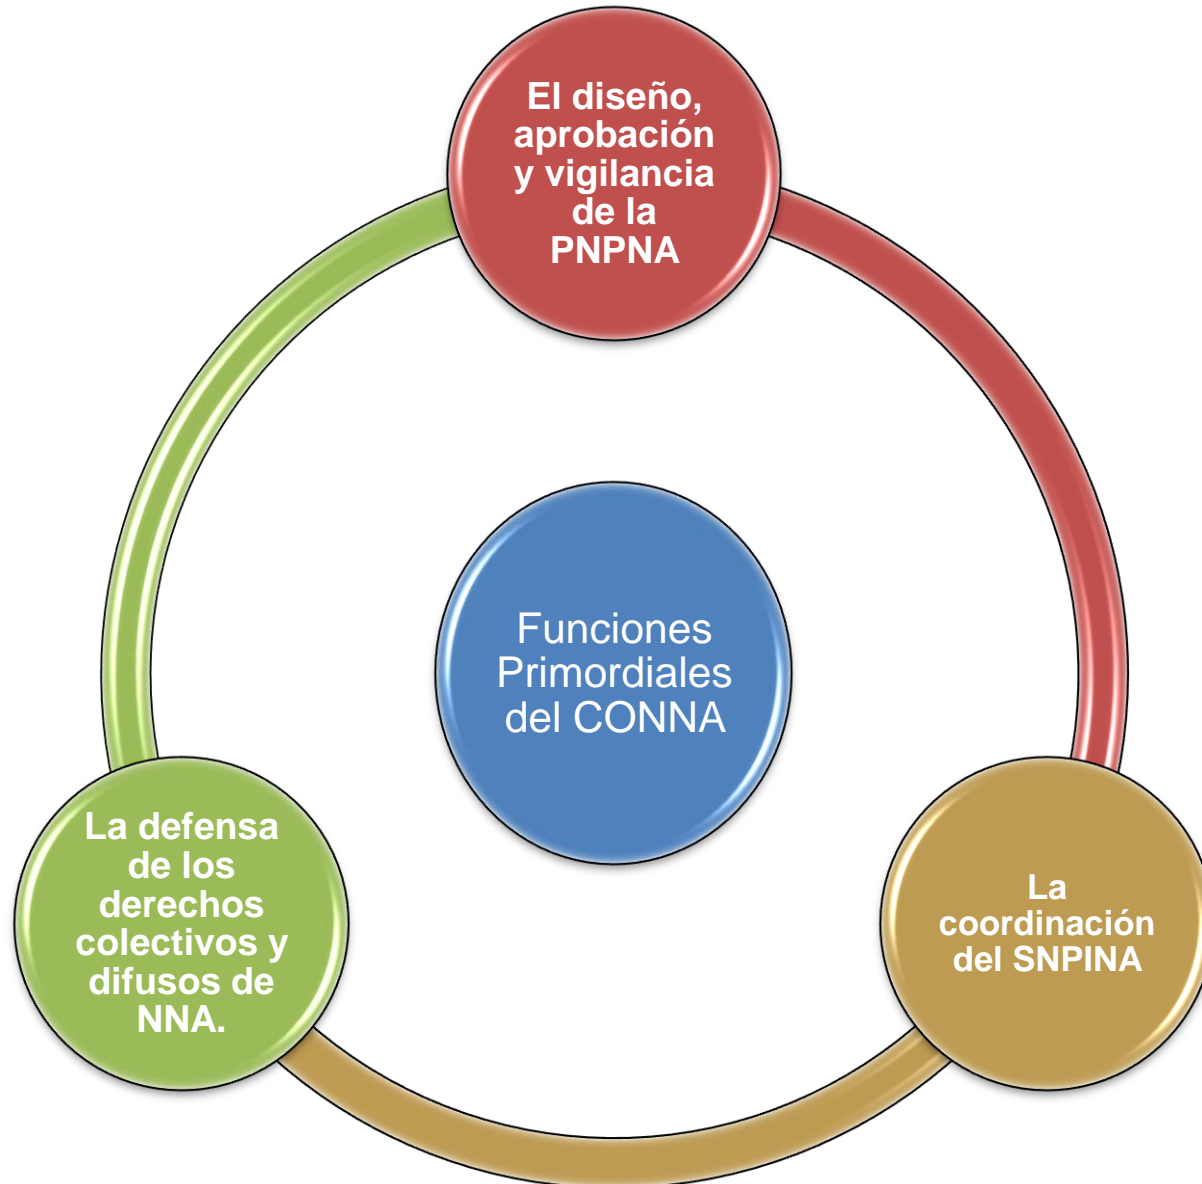 El diseño,
aprobación
y vigilancia
de la
PNPNA
Funciones
Primordiales
del CONNA
La defensa
de los
derechos
colectivos y
difusos de
NNA.
La
coordinación
del SNPINA